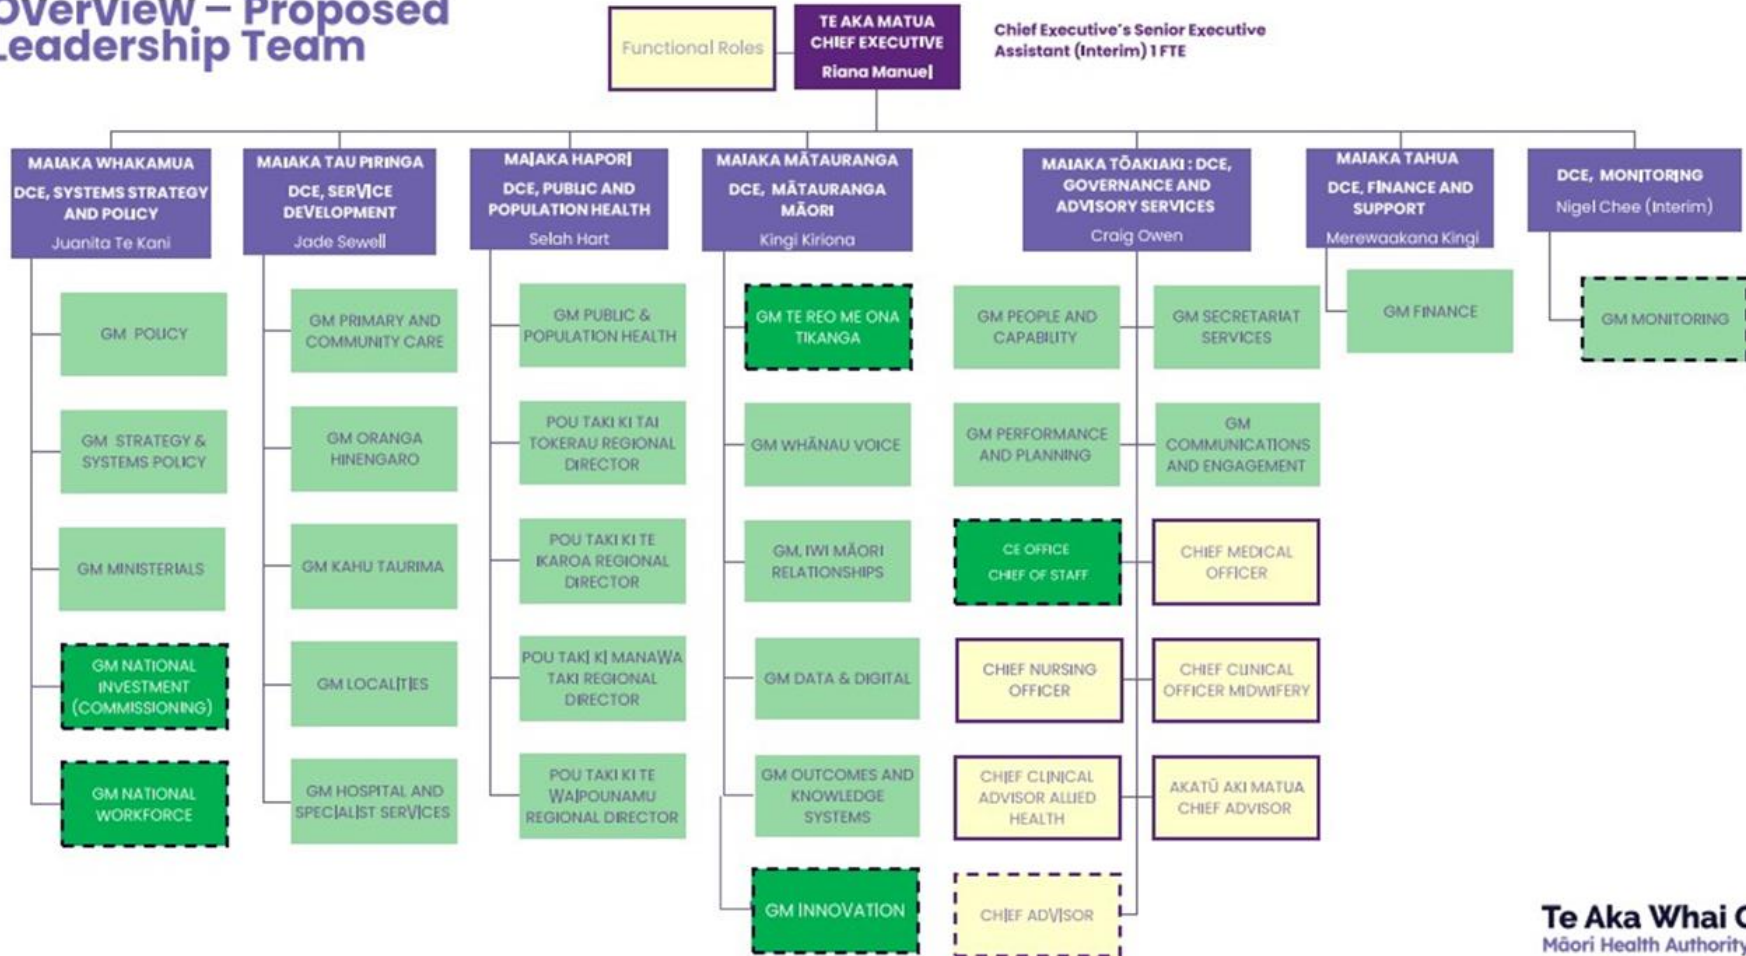 OverView – Proposed
Leadership Team
Functional Roles
TE AKA MATUA
CHIEF EXECUTIVE
Riana Manuel
Chief Executive's Senior Executive
Assistant (Interim) 1 FTE
MAIAKA WHAKAMUA
DCE, SYSTEMS STRATEGY
AND POLICY
Juanita Te Kani
MAIAKA TAU PIRINGA
DCE, SERVICE
DEVELOPMENT
Jade Sewell
MAIAKA HAPORI
DCE, PUBLIC AND
POPULATION HEALTH
Selah Hart
MAIAKA MĀTAURANGA
DCE, MĀTAURANGA
MĀORI
Kingi Kiriona
MAIAKA TŌAKIAKI : DCE,
GOVERNANCE AND
ADVISORY SERVICES
Craig Owen
MAIAKA TAHUA
DCE, FINANCE AND
SUPPORT
Merewaakana Kingi
DCE, MONITORING
Nigel Chee (Interim)
GM POLICY
GM STRATEGY &
SYSTEMS POLICY
GM MINISTERIALS
GM NATIONAL
INVESTMENT
(COMMISSIONING)
GM NATIONAL
WORKFORCE
GM PRIMARY AND
COMMUNITY CARE
GM ORANGA
HINENGARO
GM KAHU TAURIMA
GM LOCALITIES
GM HOSPITAL AND
SPECIALIST SERVICES
GM PUBLIC &
POPULATION HEALTH
POU TAKI KI TAI
TOKERAU REGIONAL
DIRECTOR
POU TAKI KI TE
IKAROA REGIONAL
DIRECTOR
POU TAKI KI MANAWA
TAKI REGIONAL
DIRECTOR
POU TAKI KI TE
WAIPOUNAMU
REGIONAL DIRECTOR
GM TE REO ME ONA
TIKANGA
GM WHĀNAU VOICE
GM, IWI MĀORI
RELATIONSHIPS
GM DATA & DIGITAL
GM OUTCOMES AND
KNOWLEDGE
SYSTEMS
GM INNOVATION
GM PEOPLE AND
CAPABILITY
GM SECRETARIAT
SERVICES
GM PERFORMANCE
AND PLANNING
GM
COMMUNICATIONS
AND ENGAGEMENT
CE OFFICE
CHIEF OF STAFF
CHIEF MEDICAL
OFFICER
CHIEF NURSING
OFFICER
CHIEF CLINICAL
OFFICER MIDWIFERY
CHIEF CLINICAL
ADVISOR ALLIED
HEALTH
AKATŪ AKI MATUA
CHIEF ADVISOR
CHIEF ADVISOR
GM FINANCE
GM MONITORING
Te Aka Whai
Māori Health Authority